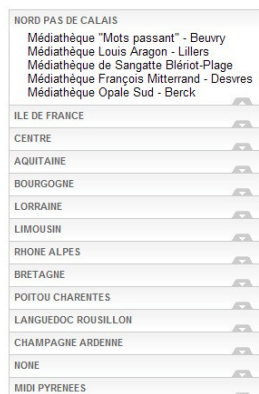 NORD PAS DE CALAIS
Médiathèque "Mots passant" - Beuvry
Médiathèque Louis Aragon - Lillers
Médiathèque de Sangatte Blériot-Plage
Médiathèque François Mitterrand - Desvres
Médiathèque Opale Sud - Berck
ILE DE FRANCE
CENTRE
AQUITAINE
BOURGOGNE
LORRAINE
LIMOUSIN
RHONE ALPES
BRETAGNE
POITOU CHARENTES
LANGUEDOC ROUSILLON
CHAMPAGNE ARDENNE
NONE
MIDI PYRENEES